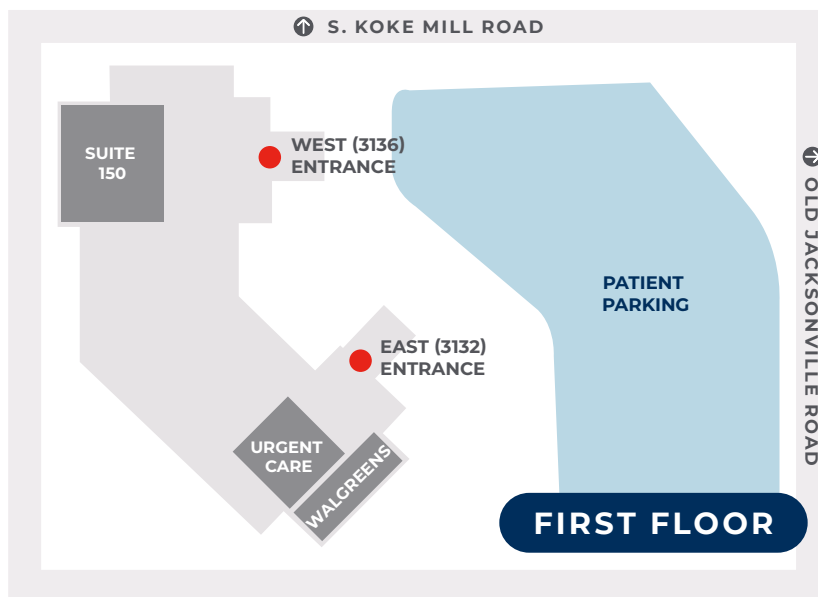 S. KOKE MILL ROAD
WEST (3136)
ENTRANCE
SUITE
150
OLD JACKSONVILLE ROAD
PATIENT
PARKING
EAST (3132)
ENTRANCE
URGENT
CARE
WALGREENS
FIRST FLOOR